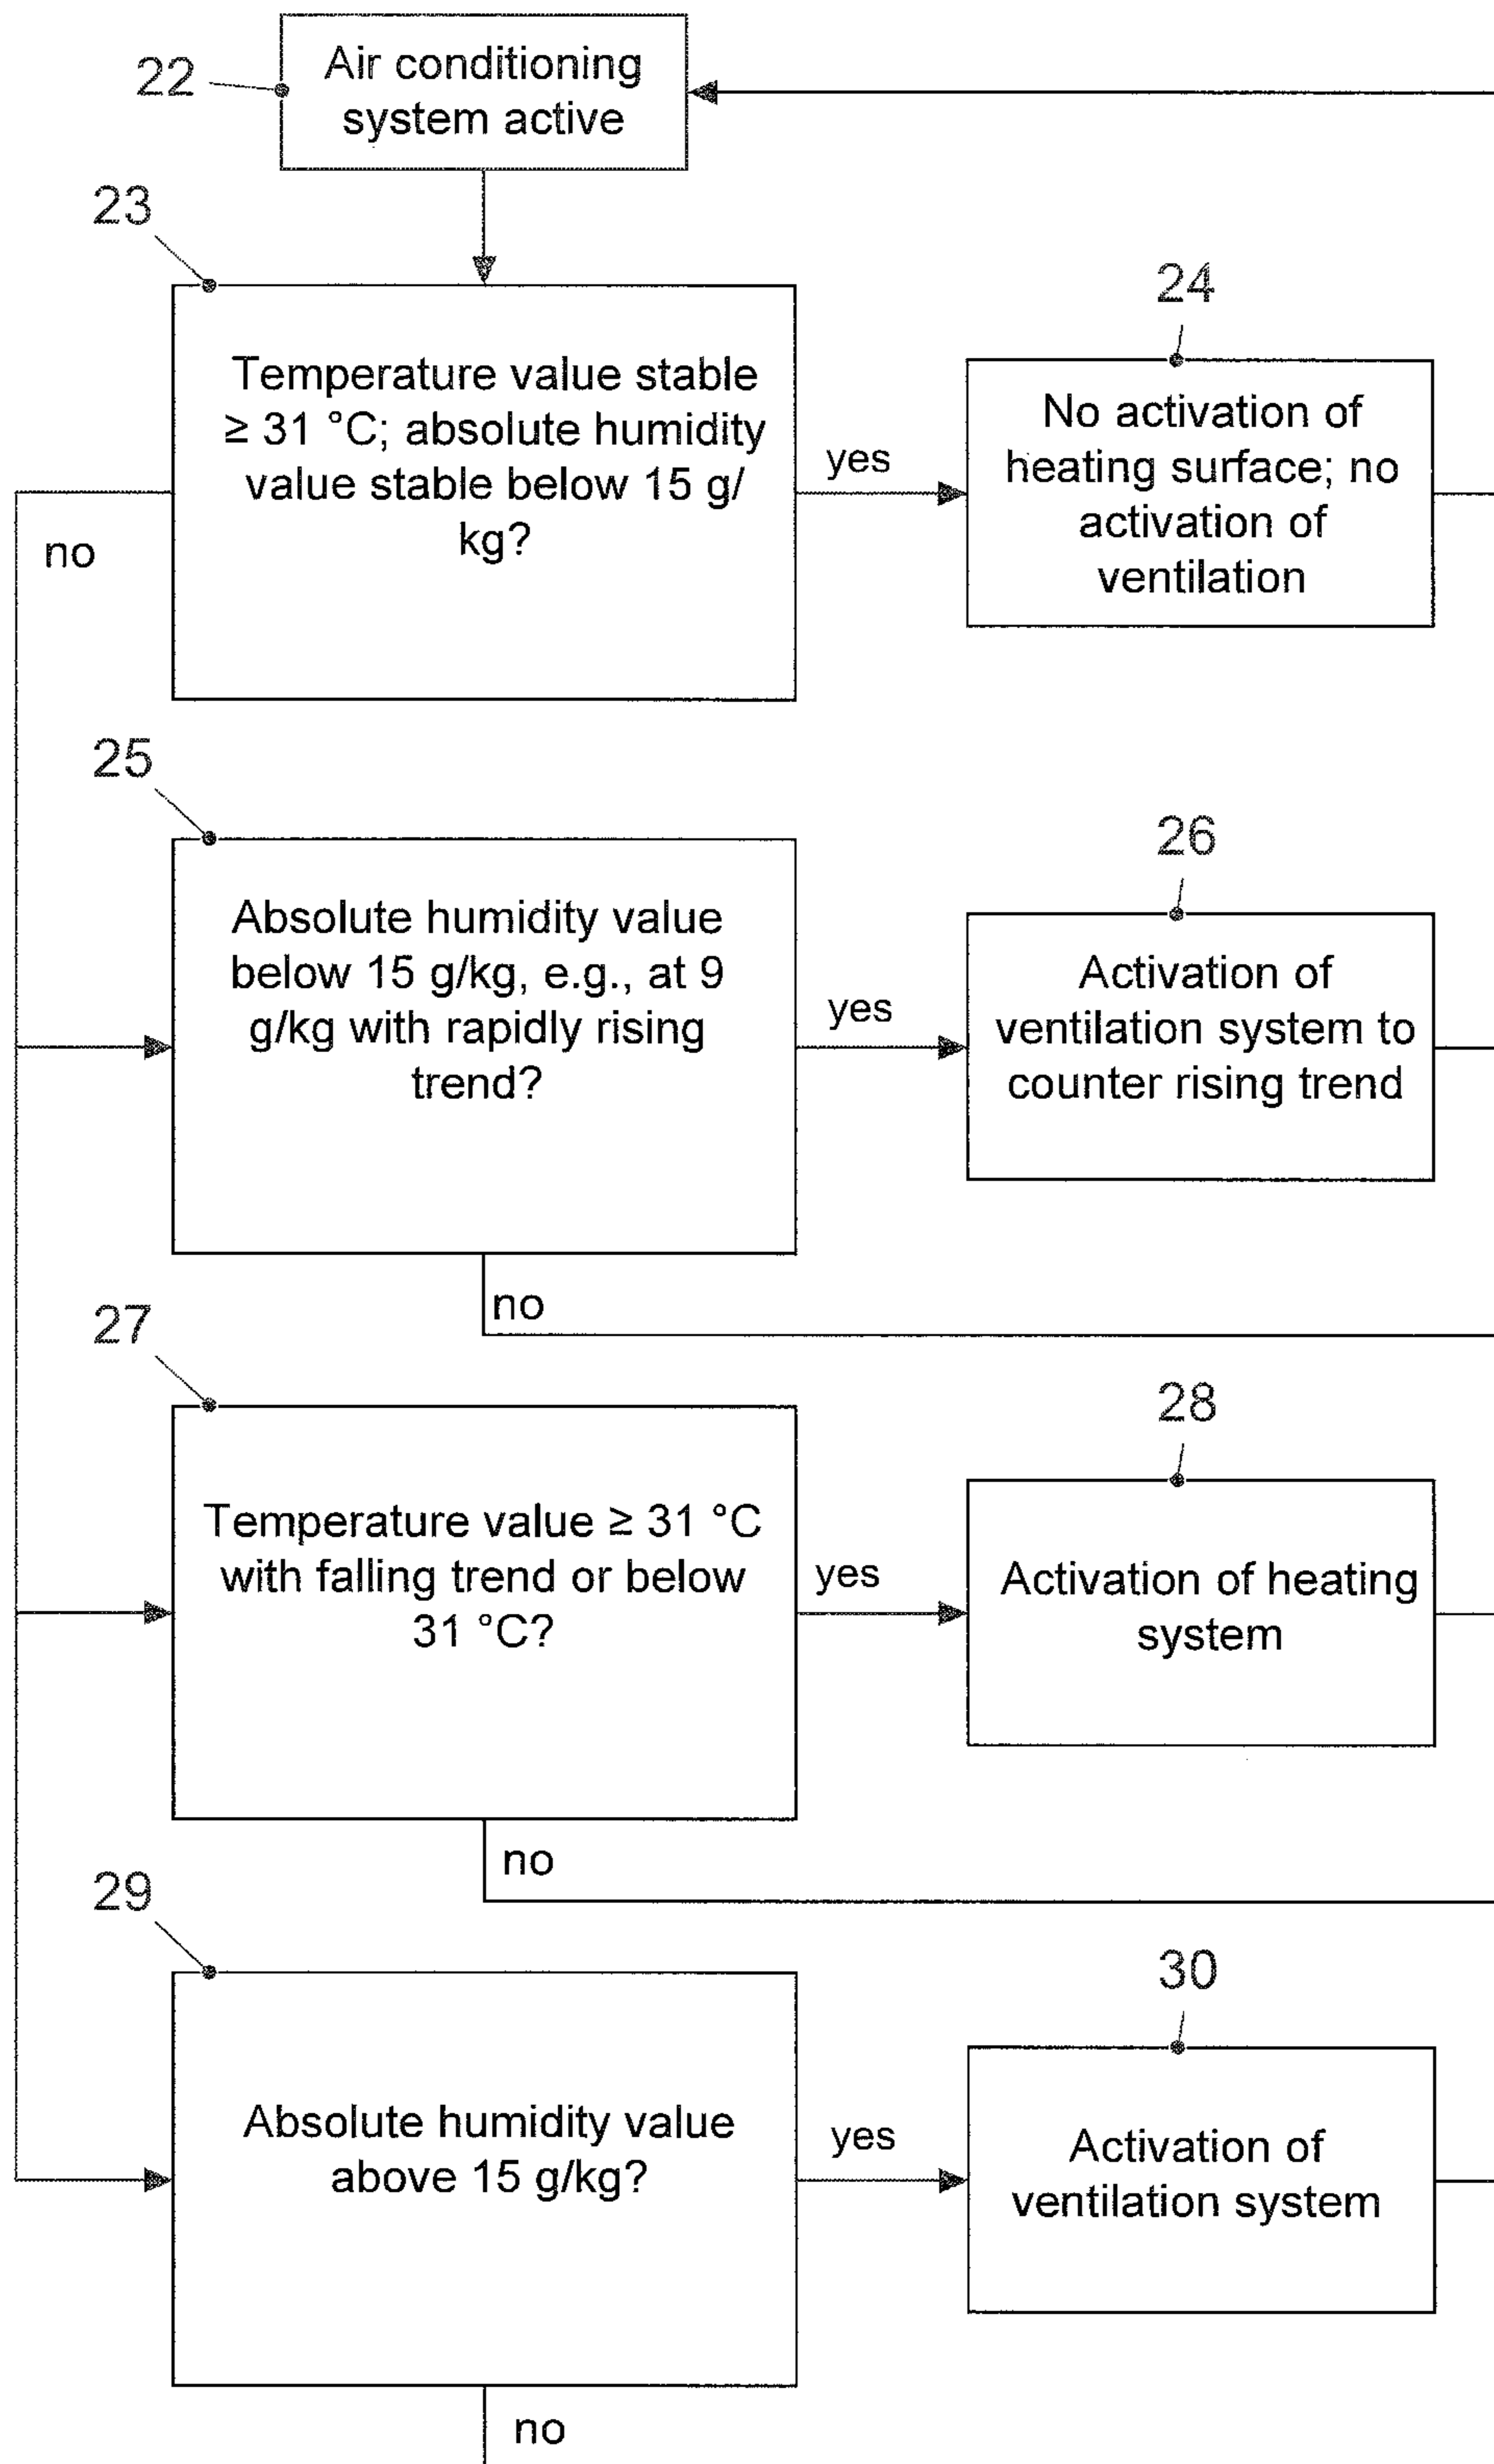 22
Air conditioning
system active
23
Temperature value stable
≥ 31 °C; absolute humidity
value stable below 15 g/
kg?
yes
no
24
No activation of
heating surface; no
activation of
ventilation
25
Absolute humidity value
below 15 g/kg, e.g., at 9
g/kg with rapidly rising
trend?
yes
26
Activation of
ventilation system to
counter rising trend
no
27
Temperature value ≥ 31 °C
with falling trend or below
31 °C?
yes
28
Activation of heating
system
no
29
Absolute humidity value
above 15 g/kg?
yes
30
Activation of
ventilation system
no